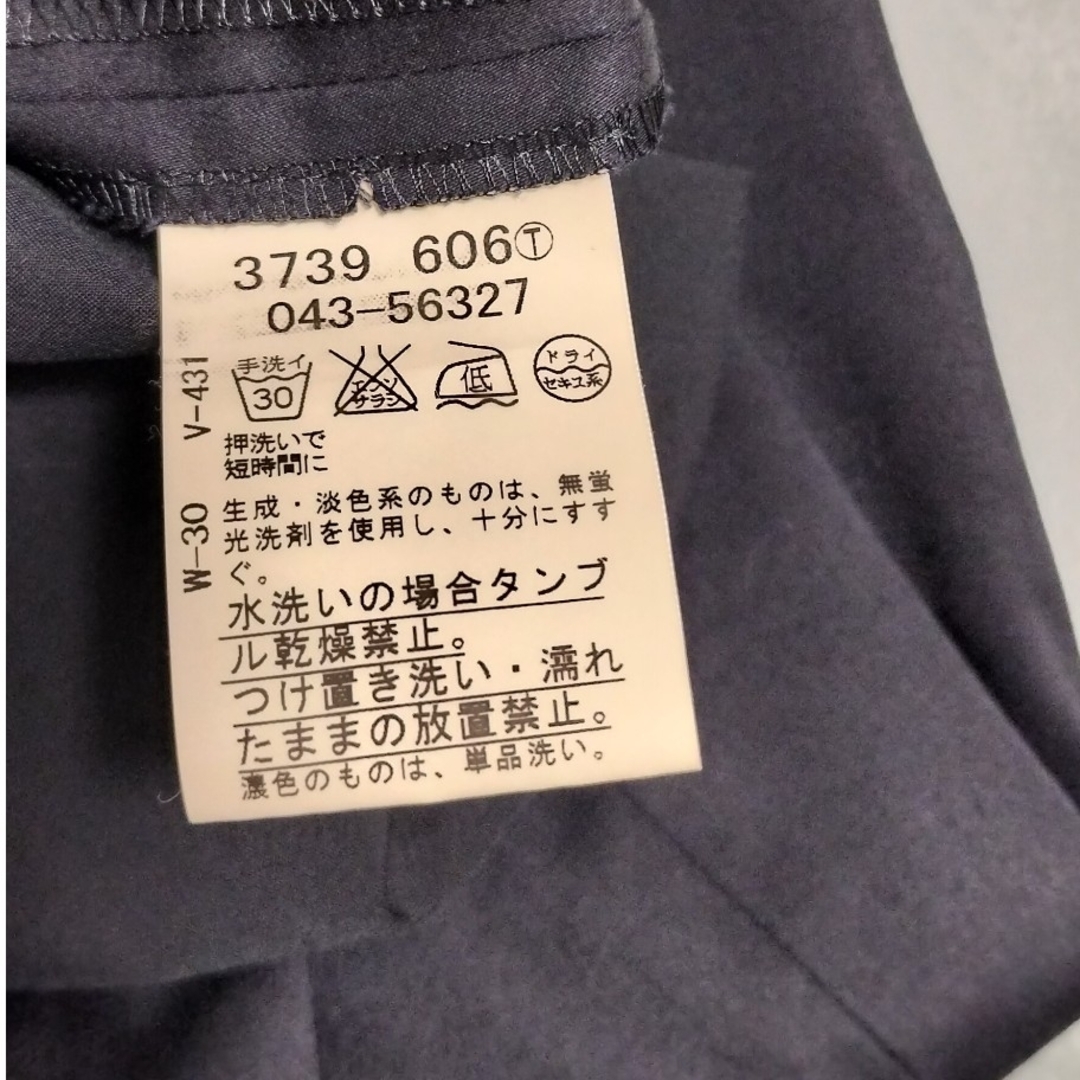 3739 606Ⓣ
043-56327
手洗イ
30
エンソ
サラシ
低
ドライ
セキユ系
押洗いで
短時間に
生成・淡色系のものは、無蛍
光洗剤を使用し、十分にすす
ぐ。
水洗いの場合タンブ
ル乾燥禁止。
つけ置き洗い・濡れ
たままの放置禁止。
濃色のものは、単品洗い。
W-30 V-431